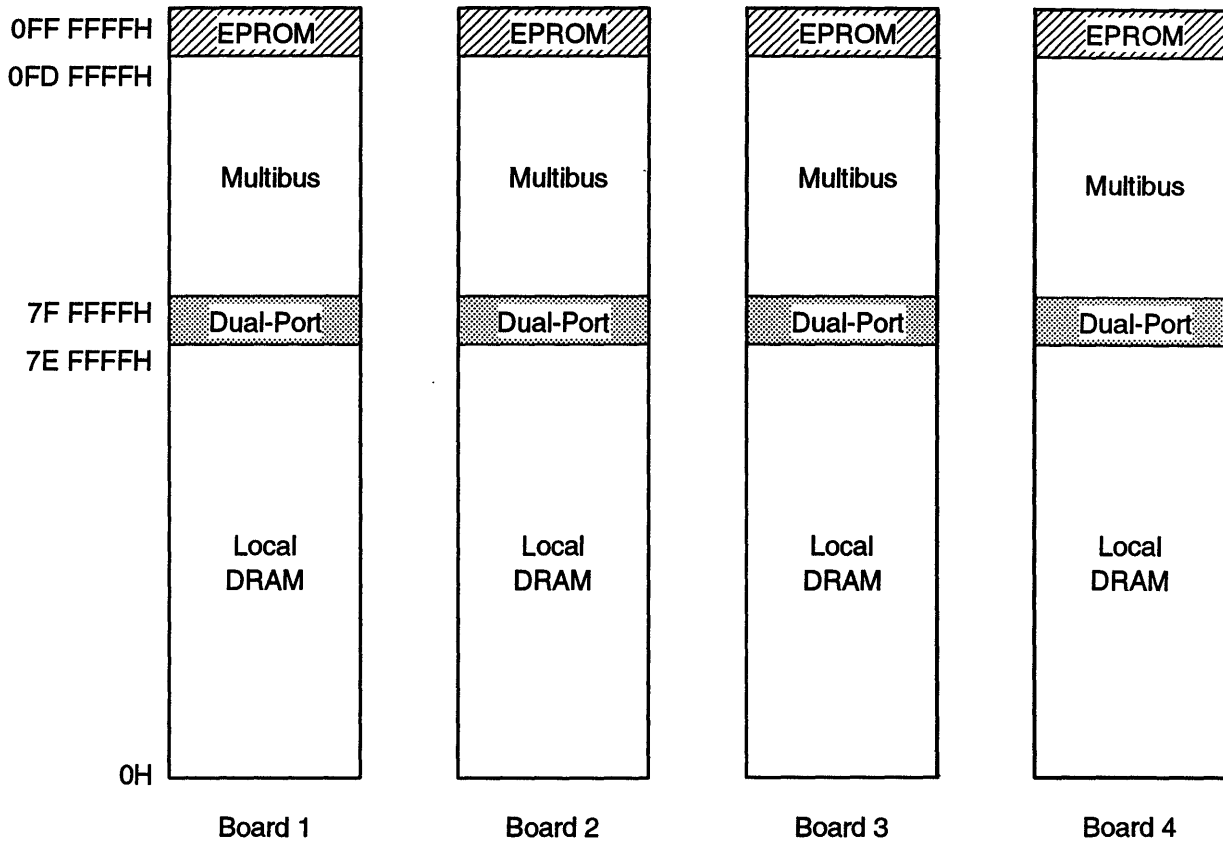 0FF FFFFH EPROM EPROM EPROM EPROM
0FD FFFFH
Multibus Multibus Multibus Multibus
7F FFFFH Dual-Port Dual-Port Dual-Port Dual-Port
7E FFFFH
Local Local Local Local
DRAM DRAM DRAM DRAM
0H
Board 1 Board 2 Board 3 Board 4